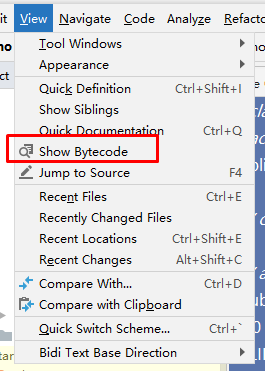 View Navigate Code Analyze Refacto
Tool Windows
Appearance
Quick Definition Ctrl+Shift+I
Show Siblings
Quick Documentation Ctrl+Q
Show Bytecode
Jump to Source F4
Recent Files Ctrl+E
Recently Changed Files
Recent Locations Ctrl+Shift+E
Recent Changes Alt+Shift+C
Compare With... Ctrl+D
Compare with Clipboard
Quick Switch Scheme... Ctrl+`
Bidi Text Base Direction